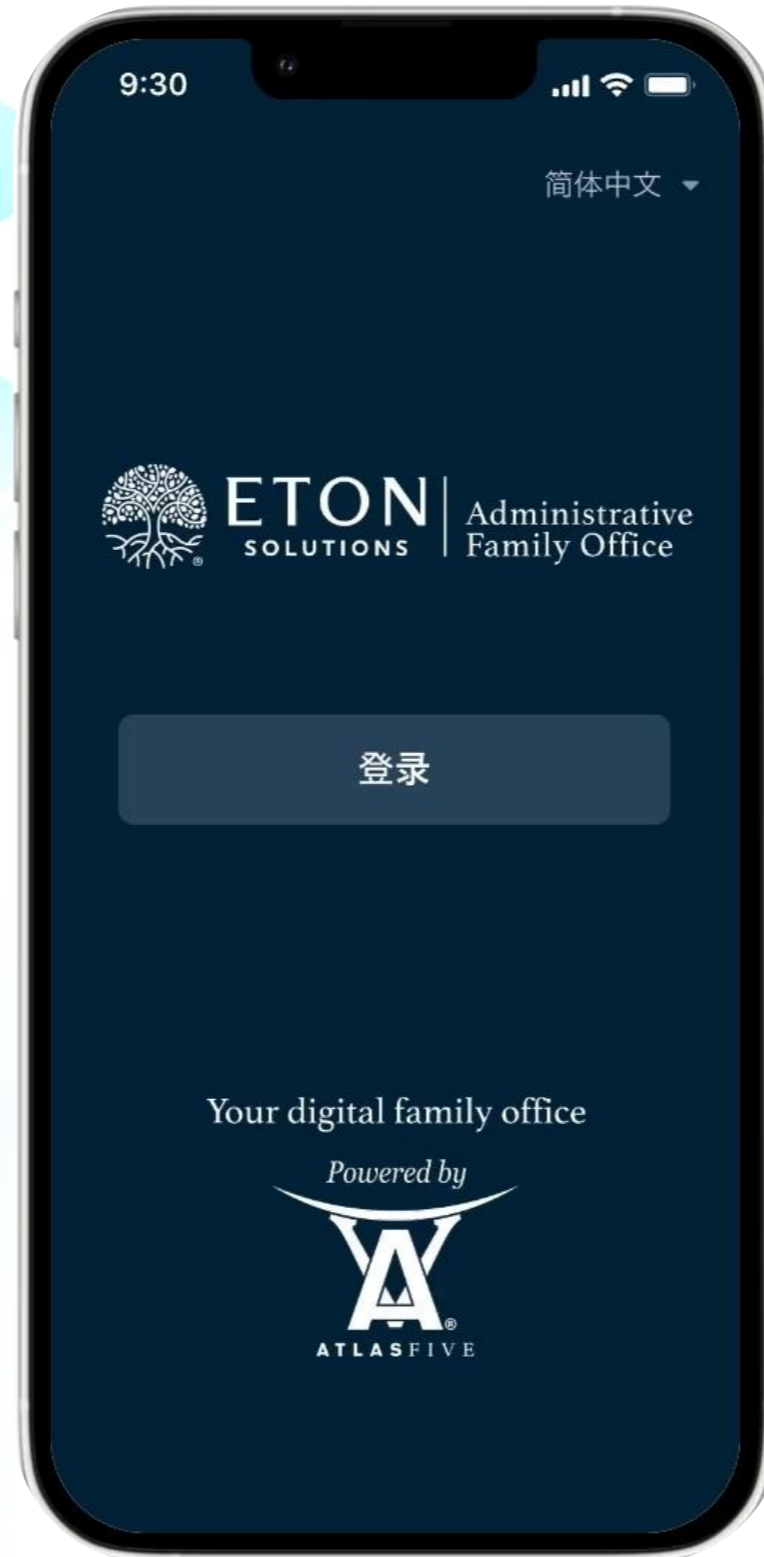 9:30
简体中文
ETON
SOLUTIONS
®
Administrative
Family Office
登录
Your digital family office
Powered by
A
®
ATLASFIVE